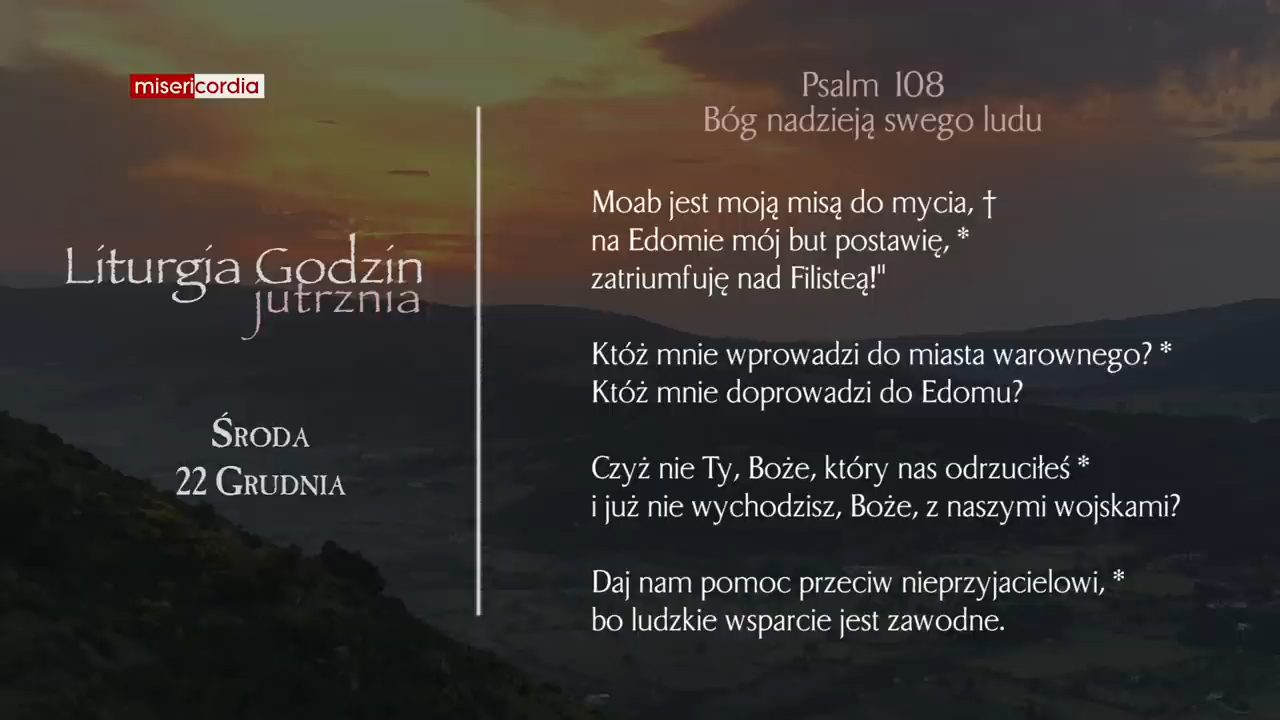 misericordia
Liturgia Godzin
jutrznia
Środa
22 Grudnia
Psalm 108
Bóg nadzieją swego ludu
Moab jest moją misą do mycia, †
na Edomie mój but postawię, *
zatriumfuję nad Filisteą!"
Któż mnie wprowadzi do miasta warownego? *
Któż mnie doprowadzi do Edomu?
Czyż nie Ty, Boże, który nas odrzuciłeś *
i już nie wychodzisz, Boże, z naszymi wojskami?
Daj nam pomoc przeciw nieprzyjacielowi, *
bo ludzkie wsparcie jest zawodne.